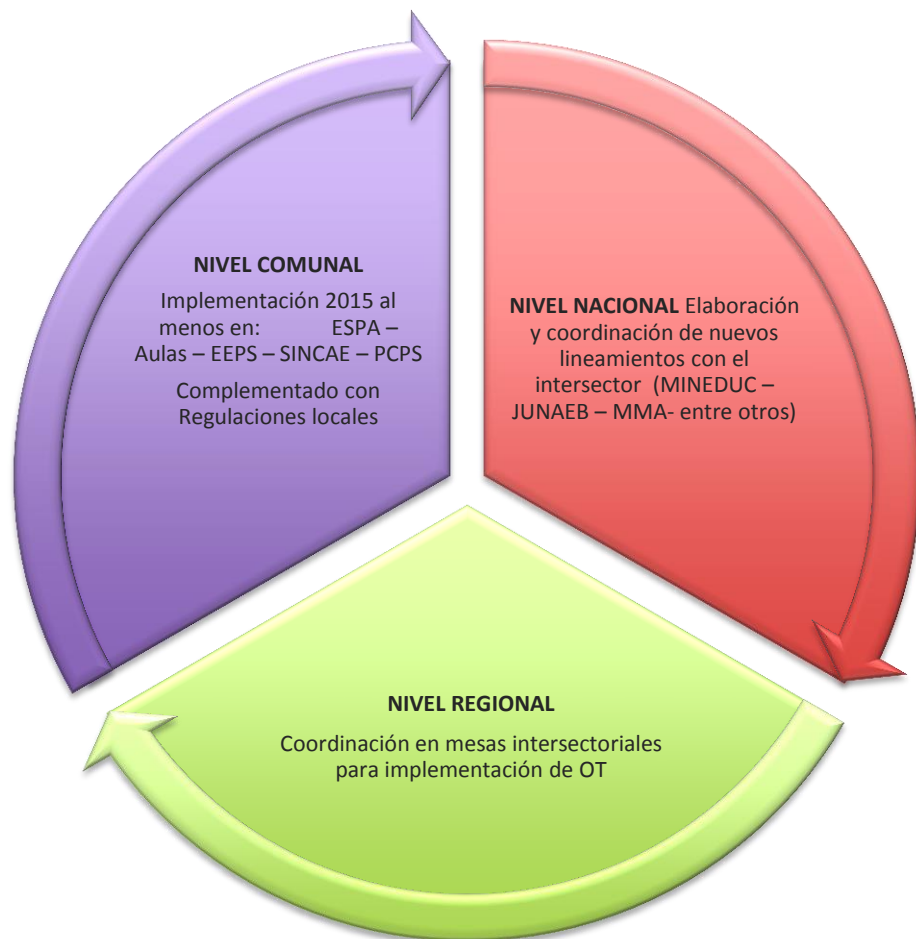 NIVEL COMUNAL
Implementación 2015 al
menos en: ESPA –
Aulas – EEPS – SINCAE – PCPS
Complementado con
Regulaciones locales
NIVEL NACIONAL Elaboración
y coordinación de nuevos
lineamientos con el
intersector (MINEDUC –
JUNAEB – MMA- entre otros)
NIVEL REGIONAL
Coordinación en mesas intersectoriales
para implementación de OT